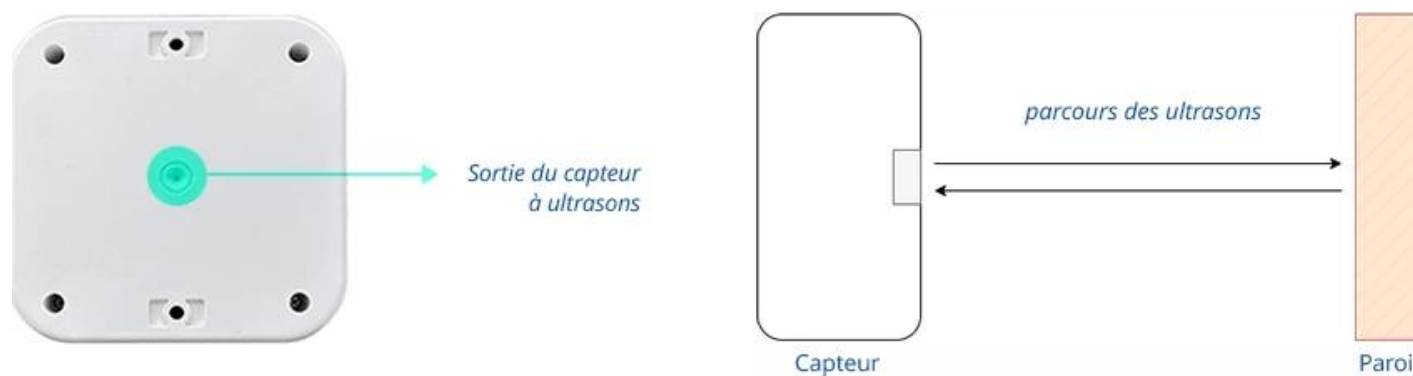 Sortie du capteur
à ultrasons
parcours des ultrasons
Capteur
Paroi